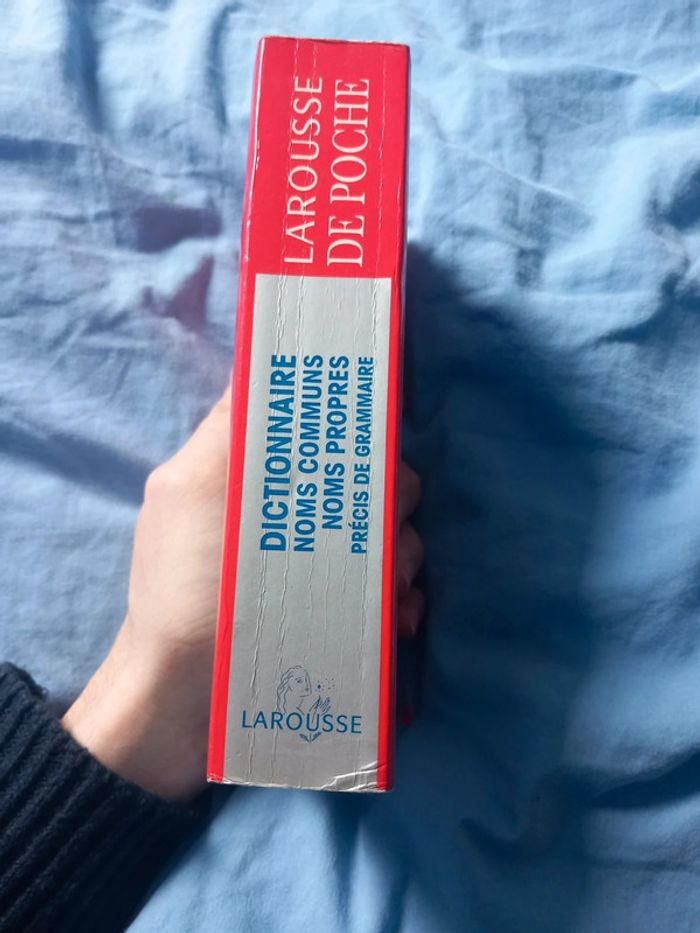 LAROUSSE
DE POCHE
DICTIONNAIRE
NOMS COMMUNS
NOMS PROPRES
PRÉCIS DE GRAMMAIRE
LAROUSSE